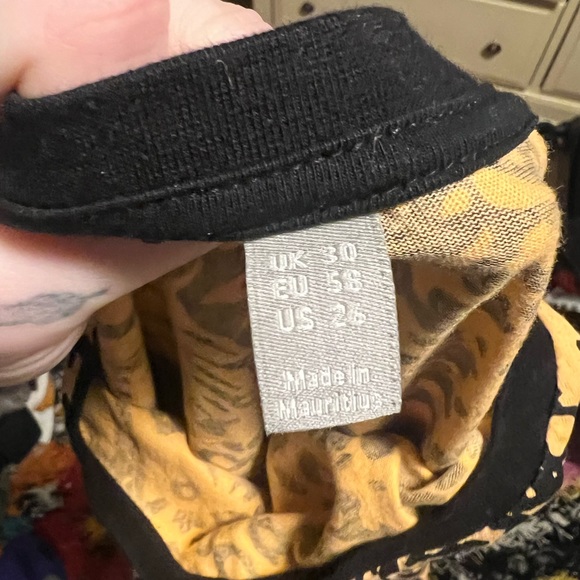 UK 30
EU 58
US 26
Made in
Mauritius